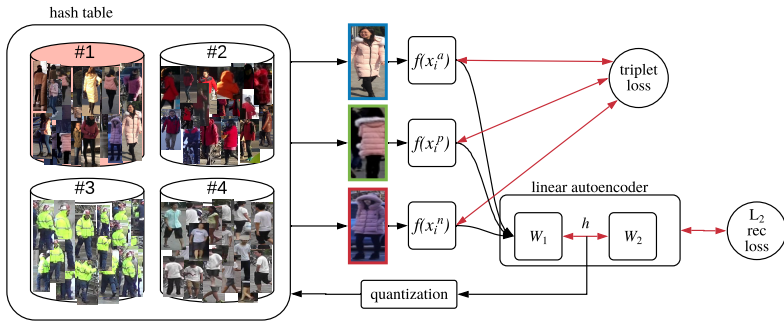 hash table
#1
#2
#3
#4
f(x_i^a)
f(x_i^p)
f(x_i^n)
triplet
loss
linear autoencoder
W_1
h
W_2
L_2
rec
loss
quantization